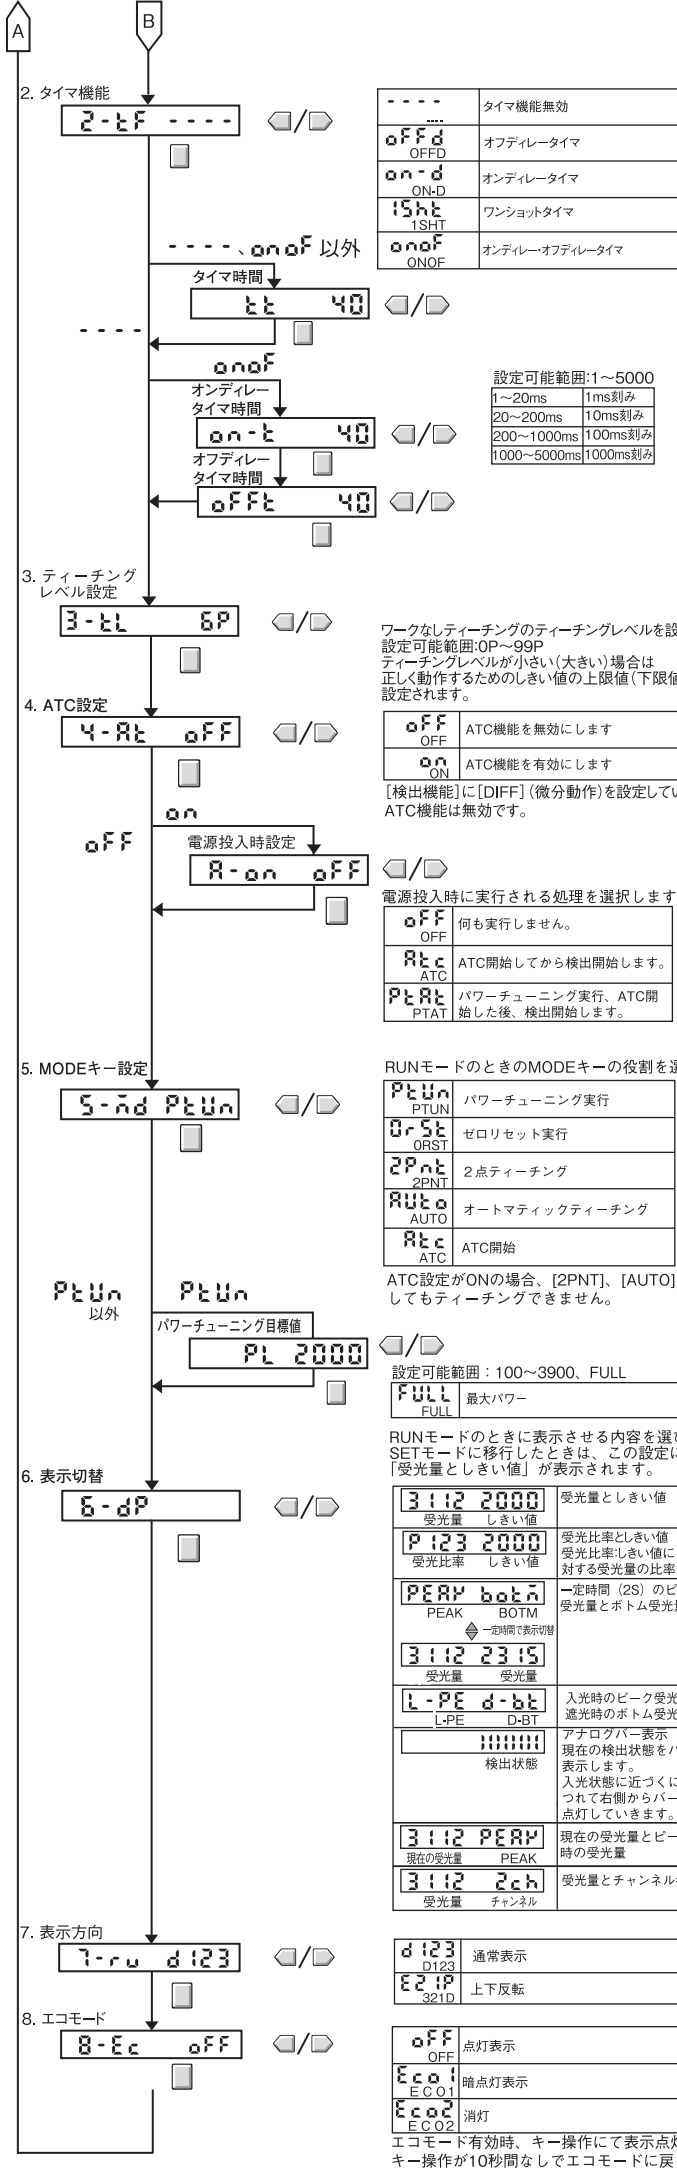 A
B
2. タイマ機能
2-tF ----
----
....
タイマ機能無効
oFFd
OFFD
オフディレータイマ
on-d
ON-D
オンディレータイマ
1Sht
1SHT
ワンショットタイマ
onoF
ONOF
オンディレー・オフディレータイマ
----、onoF 以外
タイマ時間
tt 40
----
onoF
オンディレー
タイマ時間
on-t 40
オフディレー
タイマ時間
oFFt 40
設定可能範囲:1～5000
1～20ms 1ms刻み
20～200ms 10ms刻み
200～1000ms 100ms刻み
1000～5000ms 1000ms刻み
3. ティーチング
レベル設定
3-tL 6P
ワークなしティーチングのティーチングレベルを設
設定可能範囲:0P～99P
ティーチングレベルが小さい(大きい)場合は
正しく動作するためのしきい値の上限値(下限値
設定されます。
4. ATC設定
4-At oFF
oFF
OFF
ATC機能を無効にします
on
ON
ATC機能を有効にします
[検出機能]に[DIFF](微分動作)を設定してい
ATC機能は無効です。
on
oFF
電源投入時設定
A-on oFF
電源投入時に実行される処理を選択します
oFF
OFF
何も実行しません。
Atc
ATC
ATC開始してから検出開始します。
PtAt
PTAT
パワーチューニング実行、ATC開
始した後、検出開始します。
5. MODEキー設定
5-md PtUn
RUNモードのときのMODEキーの役割を選
PtUn
PTUN
パワーチューニング実行
0rSt
0RST
ゼロリセット実行
2Pnt
2PNT
2点ティーチング
AUto
AUTO
オートマティックティーチング
Atc
ATC
ATC開始
ATC設定がONの場合、[2PNT]、[AUTO]
してもティーチングできません。
PtUn
以外
PtUn
パワーチューニング目標値
PL 2000
設定可能範囲：100～3900、FULL
FULL
FULL
最大パワー
RUNモードのときに表示させる内容を選び
SETモードに移行したときは、この設定に
「受光量としきい値」が表示されます。
6. 表示切替
6-dP
3112 2000
受光量 しきい値
受光量としきい値
P123 2000
受光比率 しきい値
受光比率としきい値
受光比率:しきい値に
対する受光量の比率
PEAK botm
PEAK BOTM
一定時間で表示切替
3112 2315
受光量 受光量
一定時間（2S）のピ
受光量とボトム受光量
L-PE d-bt
L-PE D-BT
入光時のピーク受光
遮光時のボトム受光
検出状態
アナログバー表示
現在の検出状態をバ
表示します。
入光状態に近づくに
つれて右側からバー
点灯していきます。
3112 PEAK
現在の受光量 PEAK
現在の受光量とピー
時の受光量
3112 2ch
受光量 チャンネル
受光量とチャンネル
7. 表示方向
7-ru d123
d123
D123
通常表示
E21P
321D
上下反転
8. エコモード
8-Ec oFF
oFF
OFF
点灯表示
Eco1
ECO1
暗点灯表示
Eco2
ECO2
消灯
エコモード有効時、キー操作にて表示点灯
キー操作が10秒間なしでエコモードに戻